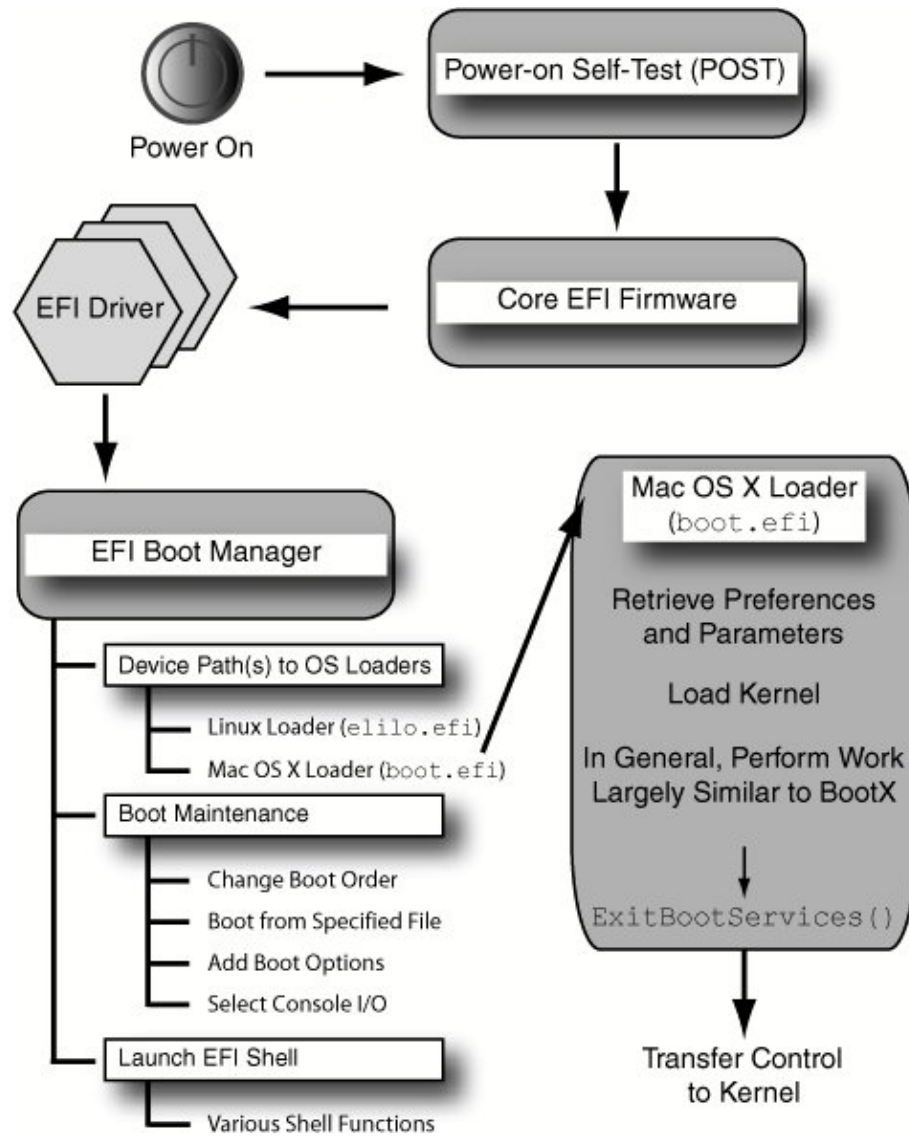 Power On
Power-on Self-Test (POST)
Core EFI Firmware
EFI Driver
EFI Boot Manager
Device Path(s) to OS Loaders
Linux Loader (elilo.efi)
Mac OS X Loader (boot.efi)
Boot Maintenance
Change Boot Order
Boot from Specified File
Add Boot Options
Select Console I/O
Launch EFI Shell
Various Shell Functions
Mac OS X Loader
(boot.efi)
Retrieve Preferences
and Parameters
Load Kernel
In General, Perform Work
Largely Similar to BootX
ExitBootServices()
Transfer Control
to Kernel